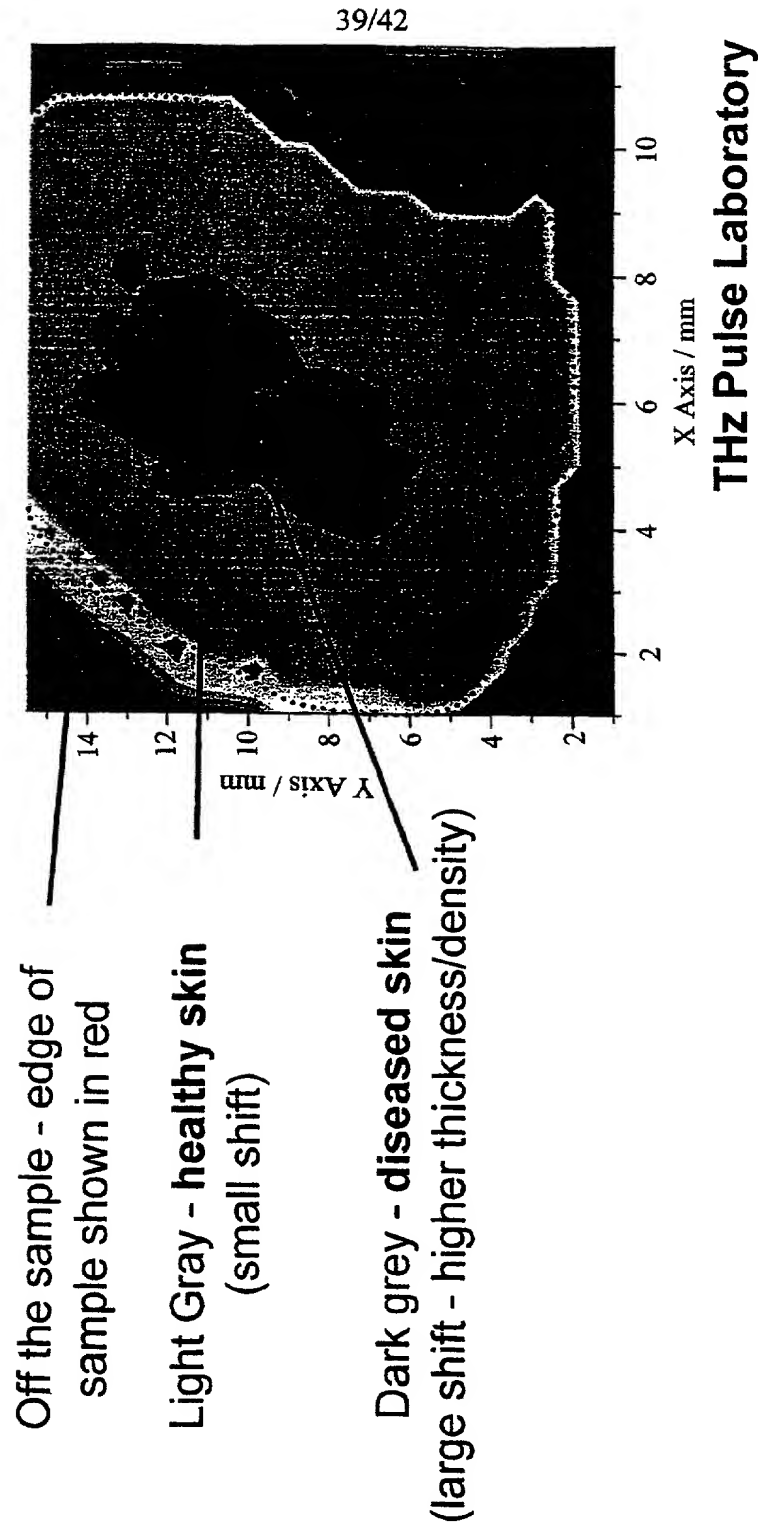 39/42
Off the sample - edge of
sample shown in red
Light Gray - healthy skin
(small shift)
Dark grey - diseased skin
(large shift - higher thickness/density)
Y Axis / mm
14
12
10
8
6
4
2
2
4
6
8
10
X Axis / mm
THz Pulse Laboratory